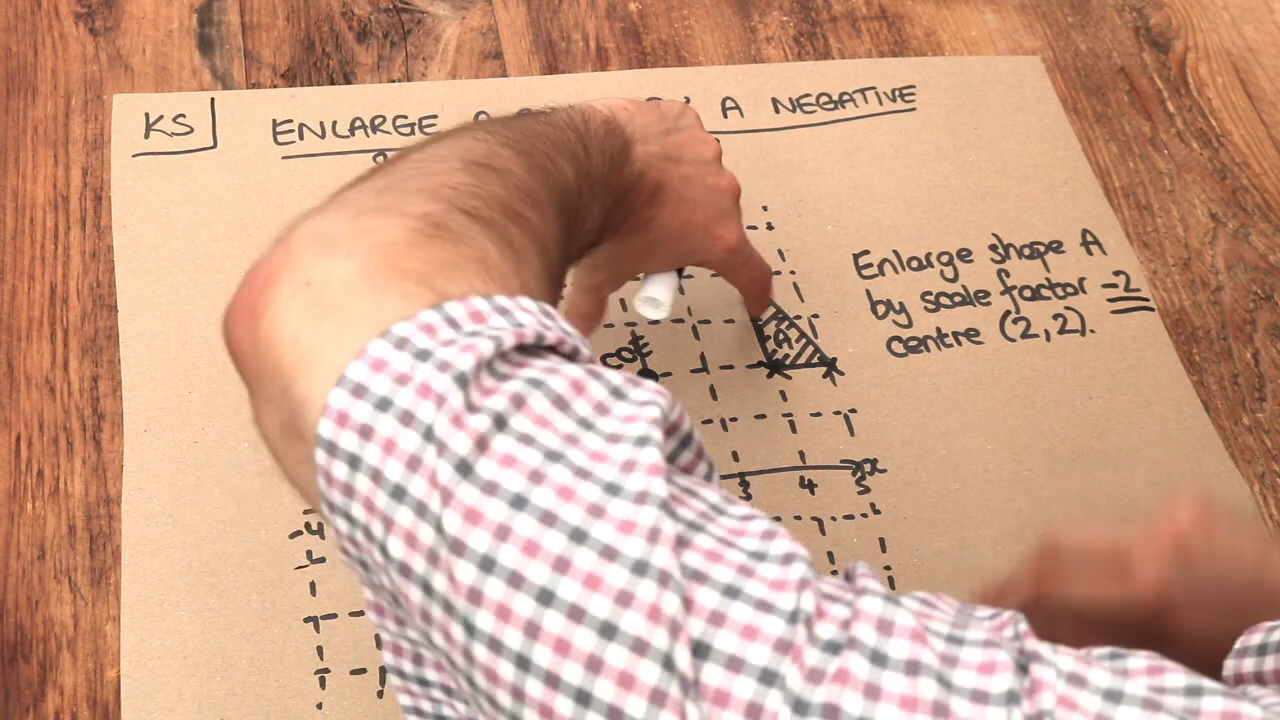 KS
ENLARGE A NEGATIVE
Enlarge shape A
by scale factor -2
centre (2,2).
COE
A
x
3 4 5
-4